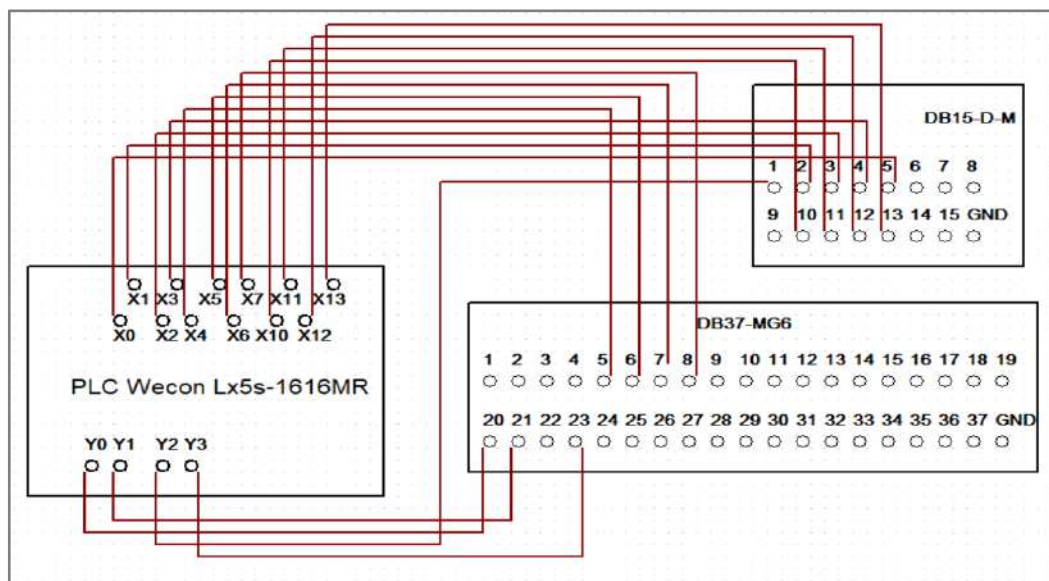 DB15-D-M
1 2 3 4 5 6 7 8
9 10 11 12 13 14 15 GND
X1 X3 X5 X7 X11 X13
X0 X2 X4 X6 X10 X12
DB37-MG6
1 2 3 4 5 6 7 8 9 10 11 12 13 14 15 16 17 18 19
PLC Wecon Lx5s-1616MR
20 21 22 23 24 25 26 27 28 29 30 31 32 33 34 35 36 37 GND
Y0 Y1 Y2 Y3